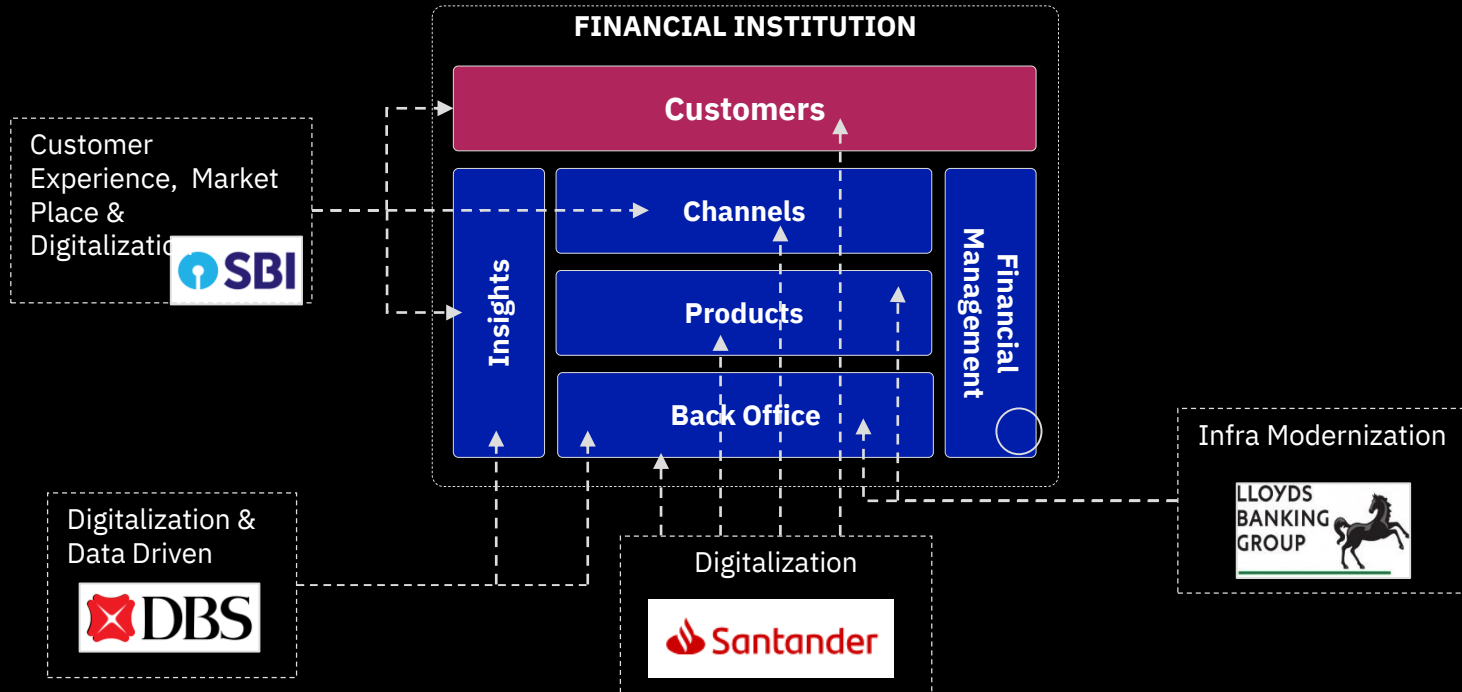 FINANCIAL INSTITUTION
Customers
Customer
Experience, Market
Place &
Digitalizatio
SBI
Channels
Insights
Products
Financial
Management
Back Office
Infra Modernization
LLOYDS
BANKING
GROUP
Digitalization &
Data Driven
DBS
Digitalization
Santander